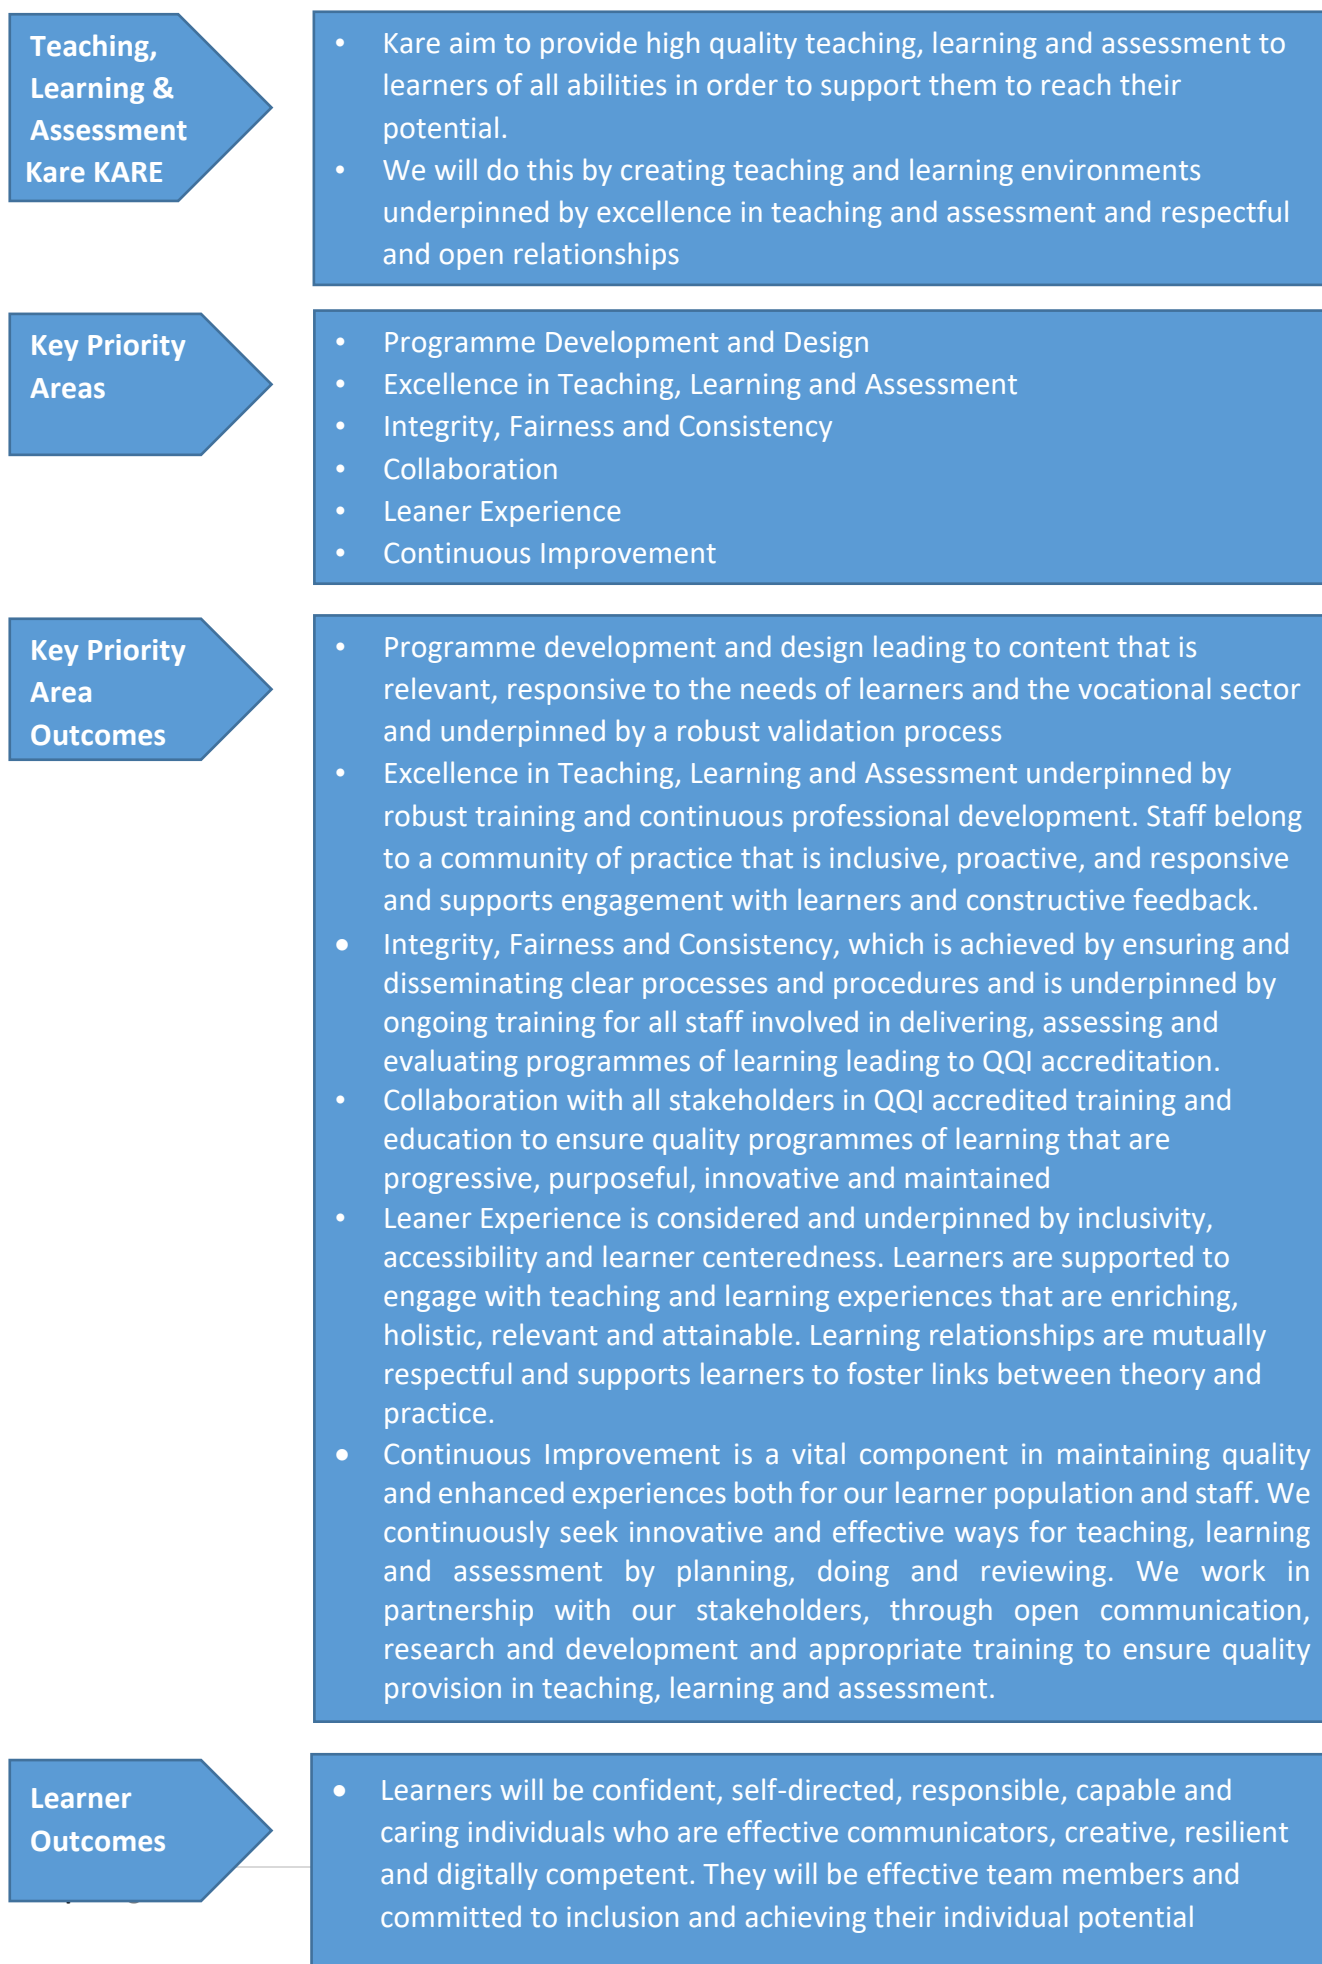 Teaching,
Learning &
Assessment
Kare KARE
• Kare aim to provide high quality teaching, learning and assessment to
learners of all abilities in order to support them to reach their
potential.
• We will do this by creating teaching and learning environments
underpinned by excellence in teaching and assessment and respectful
and open relationships
Key Priority
Areas
• Programme Development and Design
• Excellence in Teaching, Learning and Assessment
• Integrity, Fairness and Consistency
• Collaboration
• Leaner Experience
• Continuous Improvement
Key Priority
Area
Outcomes
• Programme development and design leading to content that is
relevant, responsive to the needs of learners and the vocational sector
and underpinned by a robust validation process
• Excellence in Teaching, Learning and Assessment underpinned by
robust training and continuous professional development. Staff belong
to a community of practice that is inclusive, proactive, and responsive
and supports engagement with learners and constructive feedback.
• Integrity, Fairness and Consistency, which is achieved by ensuring and
disseminating clear processes and procedures and is underpinned by
ongoing training for all staff involved in delivering, assessing and
evaluating programmes of learning leading to QQI accreditation.
• Collaboration with all stakeholders in QQI accredited training and
education to ensure quality programmes of learning that are
progressive, purposeful, innovative and maintained
• Leaner Experience is considered and underpinned by inclusivity,
accessibility and learner centeredness. Learners are supported to
engage with teaching and learning experiences that are enriching,
holistic, relevant and attainable. Learning relationships are mutually
respectful and supports learners to foster links between theory and
practice.
• Continuous Improvement is a vital component in maintaining quality
and enhanced experiences both for our learner population and staff. We
continuously seek innovative and effective ways for teaching, learning
and assessment by planning, doing and reviewing. We work in
partnership with our stakeholders, through open communication,
research and development and appropriate training to ensure quality
provision in teaching, learning and assessment.
Learner
Outcomes
• Learners will be confident, self-directed, responsible, capable and
caring individuals who are effective communicators, creative, resilient
and digitally competent. They will be effective team members and
committed to inclusion and achieving their individual potential